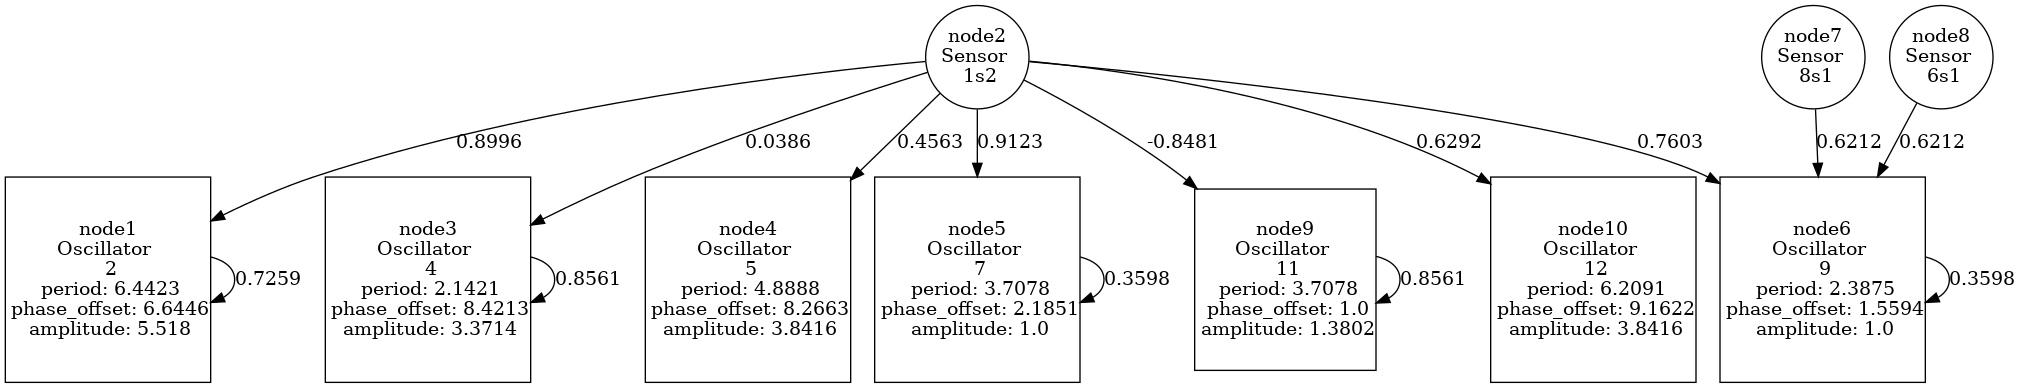 node2
Sensor
1s2
node7
Sensor
8s1
node8
Sensor
6s1
0.8996
0.0386
0.4563
0.9123
-0.8481
0.6292
0.7603
0.6212
0.6212
node1
Oscillator
2
period: 6.4423
phase_offset: 6.6446
amplitude: 5.518
0.7259
node3
Oscillator
4
period: 2.1421
phase_offset: 8.4213
amplitude: 3.3714
0.8561
node4
Oscillator
5
period: 4.8888
phase_offset: 8.2663
amplitude: 3.8416
node5
Oscillator
7
period: 3.7078
phase_offset: 2.1851
amplitude: 1.0
0.3598
node9
Oscillator
11
period: 3.7078
phase_offset: 1.0
amplitude: 1.3802
0.8561
node10
Oscillator
12
period: 6.2091
phase_offset: 9.1622
amplitude: 3.8416
node6
Oscillator
9
period: 2.3875
phase_offset: 1.5594
amplitude: 1.0
0.3598